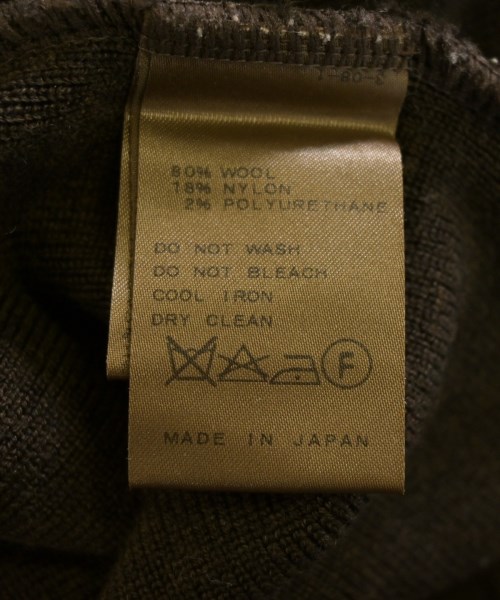 80% WOOL
18% NYLON
2% POLYURETHANE
DO NOT WASH
DO NOT BLEACH
COOL IRON
DRY CLEAN
F
MADE IN JAPAN